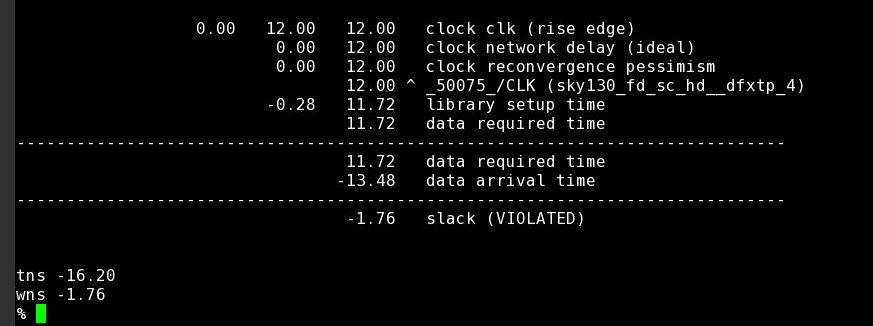 0.00 12.00 12.00 clock clk (rise edge)
0.00 12.00 clock network delay (ideal)
0.00 12.00 clock reconvergence pessimism
12.00 ^ _50075_/CLK (sky130_fd_sc_hd__dfxtp_4)
-0.28 11.72 library setup time
11.72 data required time
-----------------------------------------------------------------------------
11.72 data required time
-13.48 data arrival time
-----------------------------------------------------------------------------
-1.76 slack (VIOLATED)
tns -16.20
wns -1.76
%